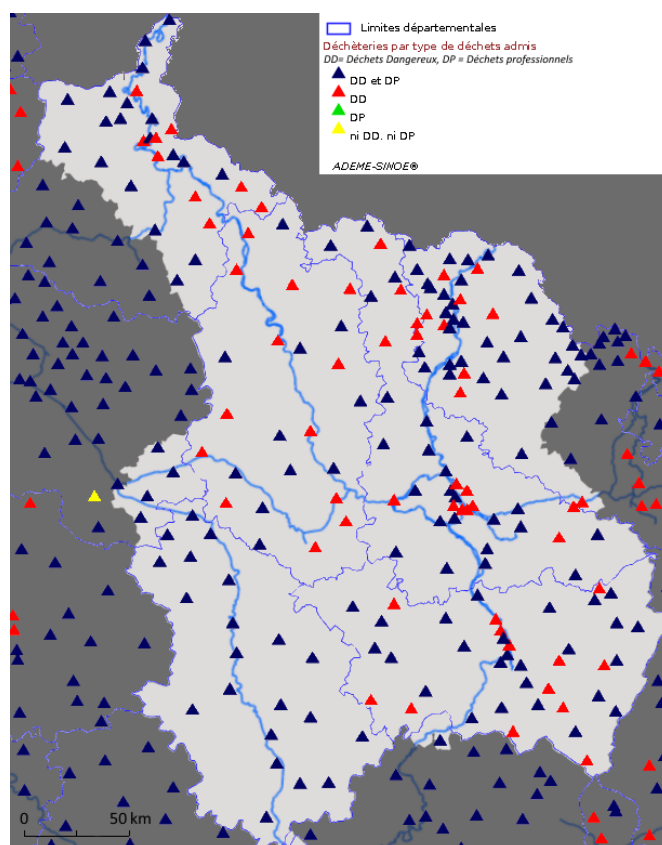 Limites départementales
Déchèteries par type de déchets admis
DD= Déchets Dangereux, DP = Déchets professionnels
DD et DP
DD
DP
ni DD. ni DP
ADEME-SINOE®
0 50 km